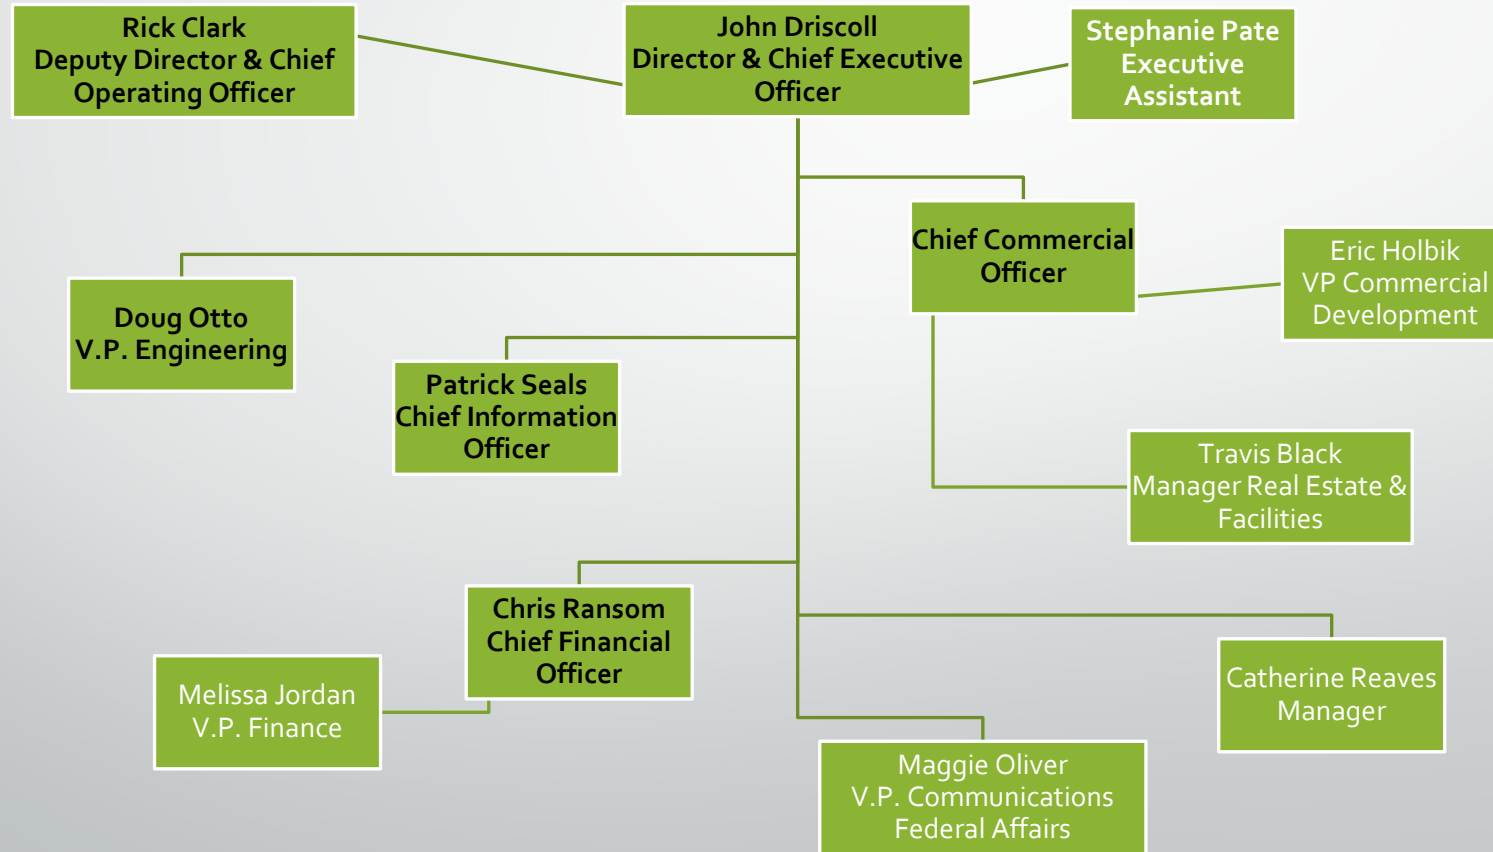 Rick Clark
Deputy Director & Chief
Operating Officer
John Driscoll
Director & Chief Executive
Officer
Stephanie Pate
Executive
Assistant
Chief Commercial
Officer
Eric Holbik
VP Commercial
Development
Doug Otto
V.P. Engineering
Patrick Seals
Chief Information
Officer
Travis Black
Manager Real Estate &
Facilities
Chris Ransom
Chief Financial
Officer
Melissa Jordan
V.P. Finance
Catherine Reaves
Manager
Maggie Oliver
V.P. Communications
Federal Affairs